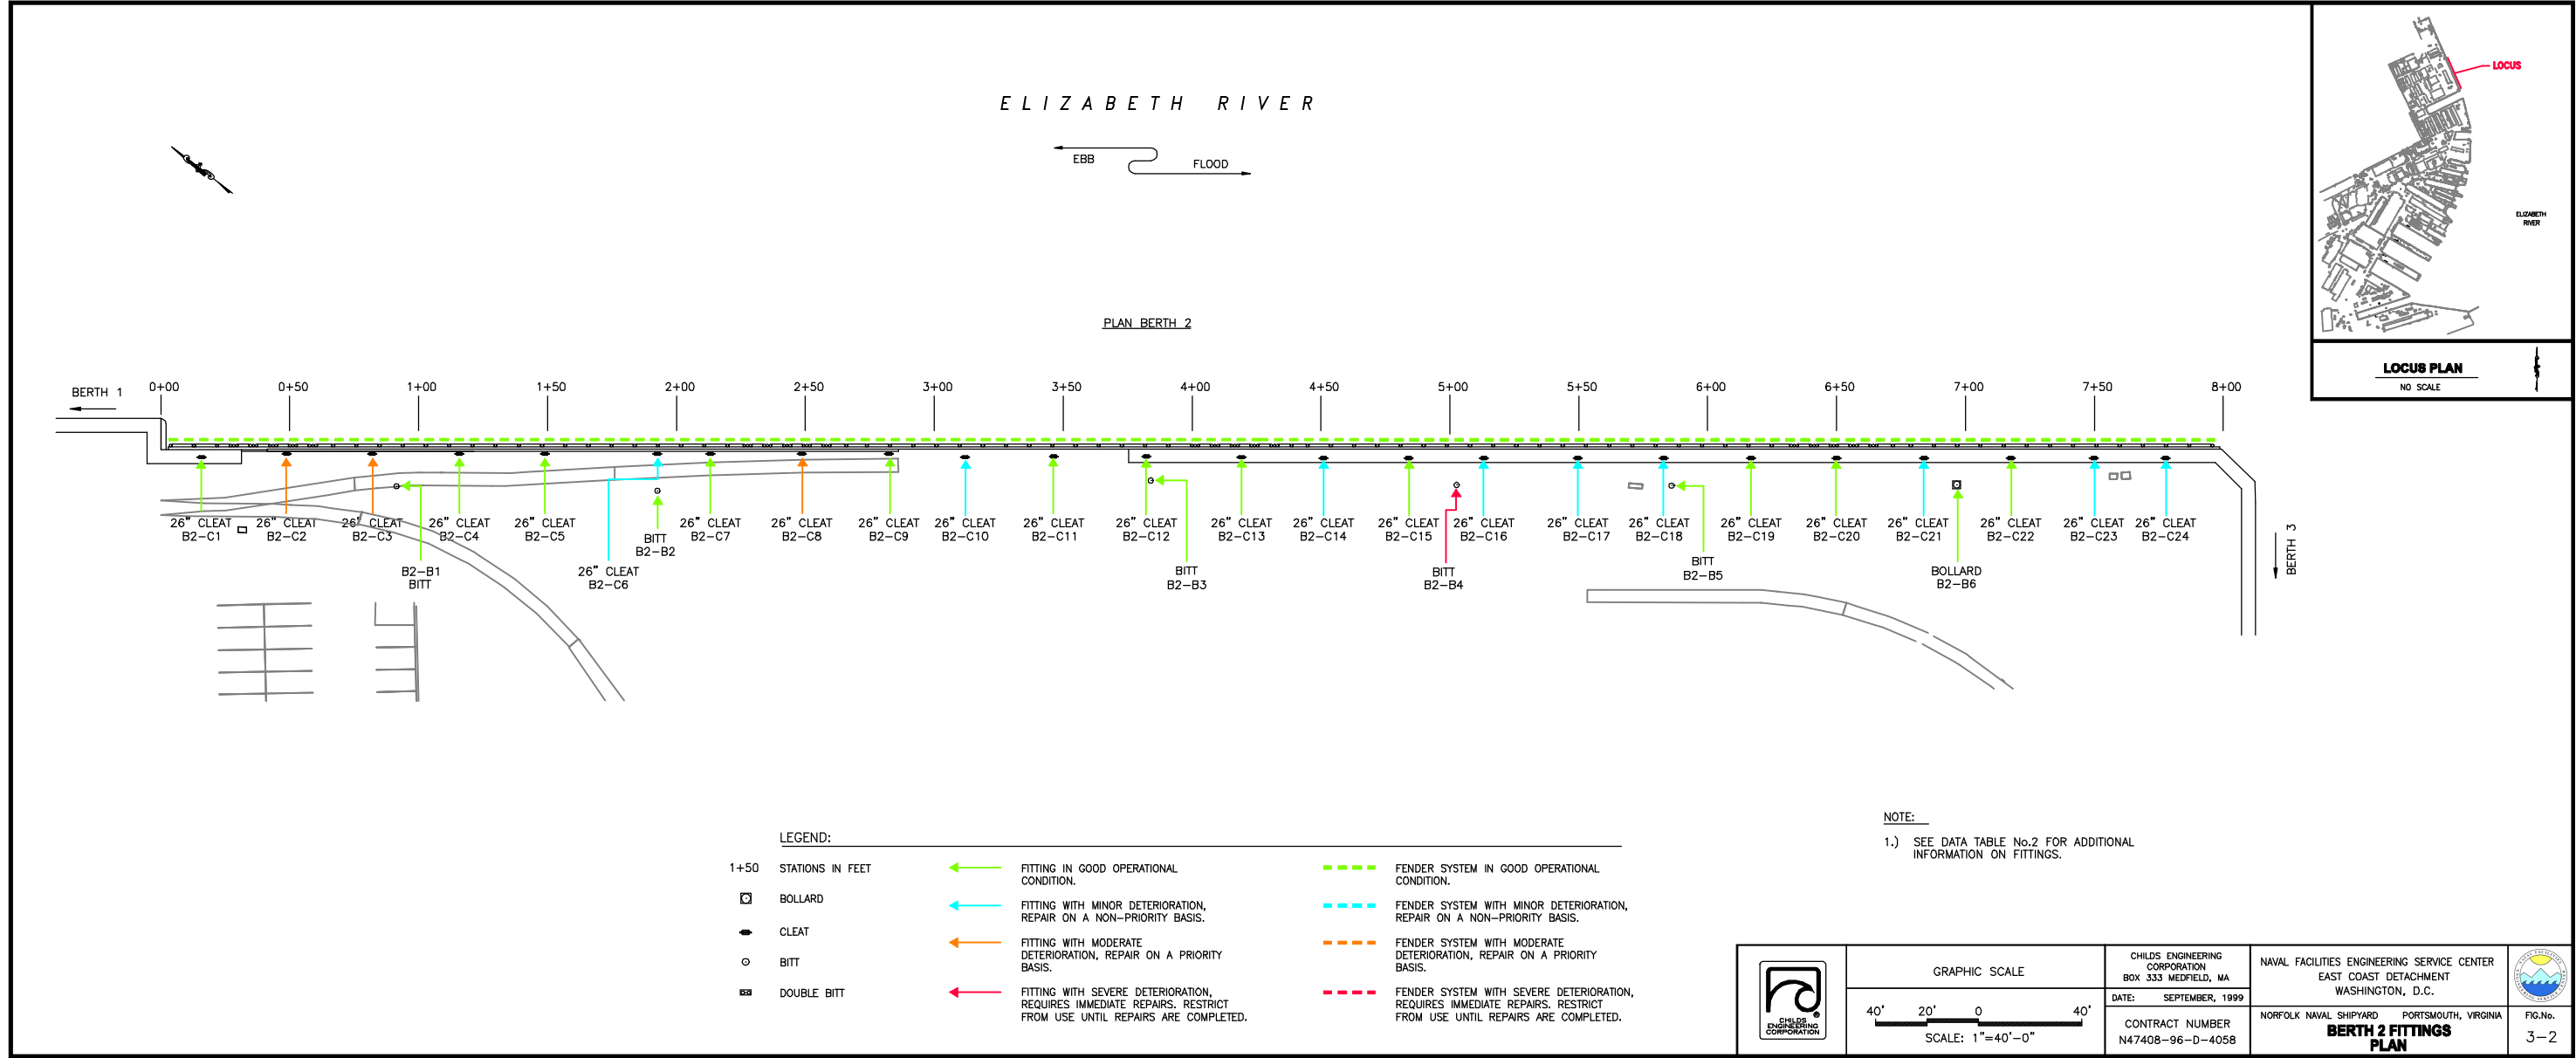 LOCUS
ELIZABETH RIVER
EBB
FLOOD
ELIZABETH
RIVER
PLAN BERTH 2
LOCUS PLAN
NO SCALE
BERTH 1
0+00 0+50 1+00 1+50 2+00 2+50 3+00 3+50 4+00 4+50 5+00 5+50 6+00 6+50 7+00 7+50 8+00
26" CLEAT
B2-C1
26" CLEAT
B2-C2
26" CLEAT
B2-C3
26" CLEAT
B2-C4
26" CLEAT
B2-C5
BITT
B2-B2
26" CLEAT
B2-C7
26" CLEAT
B2-C8
26" CLEAT
B2-C9
26" CLEAT
B2-C10
26" CLEAT
B2-C11
26" CLEAT
B2-C12
26" CLEAT
B2-C13
26" CLEAT
B2-C14
26" CLEAT
B2-C15
26" CLEAT
B2-C16
26" CLEAT
B2-C17
26" CLEAT
B2-C18
26" CLEAT
B2-C19
26" CLEAT
B2-C20
26" CLEAT
B2-C21
26" CLEAT
B2-C22
26" CLEAT
B2-C23
26" CLEAT
B2-C24
BERTH 3
B2-B1
BITT
26" CLEAT
B2-C6
BITT
B2-B3
BITT
B2-B4
BITT
B2-B5
BOLLARD
B2-B6
LEGEND:
1+50 STATIONS IN FEET
BOLLARD
CLEAT
BITT
DOUBLE BITT
FITTING IN GOOD OPERATIONAL
CONDITION.
FITTING WITH MINOR DETERIORATION,
REPAIR ON A NON-PRIORITY BASIS.
FITTING WITH MODERATE
DETERIORATION, REPAIR ON A PRIORITY
BASIS.
FITTING WITH SEVERE DETERIORATION,
REQUIRES IMMEDIATE REPAIRS. RESTRICT
FROM USE UNTIL REPAIRS ARE COMPLETED.
FENDER SYSTEM IN GOOD OPERATIONAL
CONDITION.
FENDER SYSTEM WITH MINOR DETERIORATION,
REPAIR ON A NON-PRIORITY BASIS.
FENDER SYSTEM WITH MODERATE
DETERIORATION, REPAIR ON A PRIORITY
BASIS.
FENDER SYSTEM WITH SEVERE DETERIORATION,
REQUIRES IMMEDIATE REPAIRS. RESTRICT
FROM USE UNTIL REPAIRS ARE COMPLETED.
NOTE:
1.) SEE DATA TABLE No.2 FOR ADDITIONAL
INFORMATION ON FITTINGS.
CHILDS
ENGINEERING
CORPORATION
®
GRAPHIC SCALE
40' 20' 0 40'
SCALE: 1"=40'-0"
CHILDS ENGINEERING
CORPORATION
BOX 333 MEDFIELD, MA
DATE: SEPTEMBER, 1999
CONTRACT NUMBER
N47408-96-D-4058
NAVAL FACILITIES ENGINEERING SERVICE CENTER
EAST COAST DETACHMENT
WASHINGTON, D.C.
NORFOLK NAVAL SHIPYARD PORTSMOUTH, VIRGINIA
BERTH 2 FITTINGS
PLAN
FIG.No.
3-2